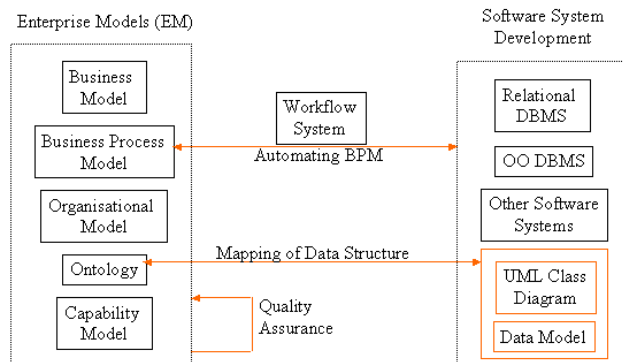 Enterprise Models (EM)
Business
Model
Business Process
Model
Organisational
Model
Ontology
Capability
Model
Workflow
System
Automating BPM
Mapping of Data Structure
Quality
Assurance
Software System
Development
Relational
DBMS
OO DBMS
Other Software
Systems
UML Class
Diagram
Data Model